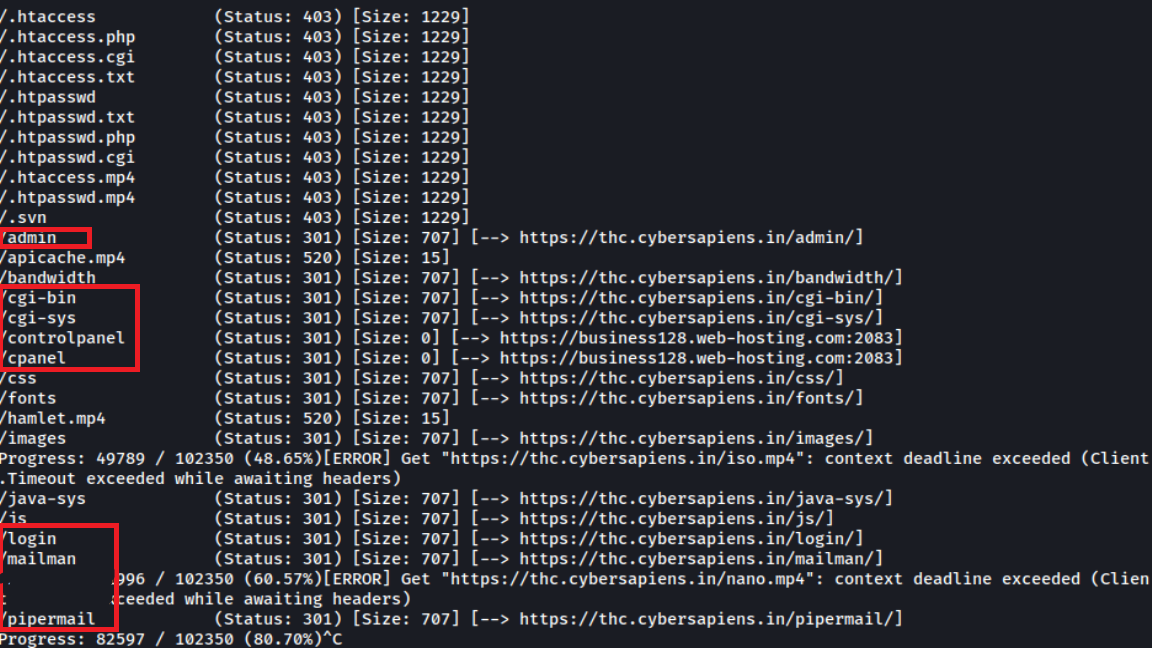 /.htaccess (Status: 403) [Size: 1229]
/.htaccess.php (Status: 403) [Size: 1229]
/.htaccess.cgi (Status: 403) [Size: 1229]
/.htaccess.txt (Status: 403) [Size: 1229]
/.htpasswd (Status: 403) [Size: 1229]
/.htpasswd.txt (Status: 403) [Size: 1229]
/.htpasswd.php (Status: 403) [Size: 1229]
/.htpasswd.cgi (Status: 403) [Size: 1229]
/.htaccess.mp4 (Status: 403) [Size: 1229]
/.htpasswd.mp4 (Status: 403) [Size: 1229]
/.svn (Status: 403) [Size: 1229]
/admin (Status: 301) [Size: 707] [--> https://thc.cybersapiens.in/admin/]
/apicache.mp4 (Status: 520) [Size: 15]
/bandwidth (Status: 301) [Size: 707] [--> https://thc.cybersapiens.in/bandwidth/]
/cgi-bin (Status: 301) [Size: 707] [--> https://thc.cybersapiens.in/cgi-bin/]
/cgi-sys (Status: 301) [Size: 707] [--> https://thc.cybersapiens.in/cgi-sys/]
/controlpanel (Status: 301) [Size: 0] [--> https://business128.web-hosting.com:2083]
/cpanel (Status: 301) [Size: 0] [--> https://business128.web-hosting.com:2083]
/css (Status: 301) [Size: 707] [--> https://thc.cybersapiens.in/css/]
/fonts (Status: 301) [Size: 707] [--> https://thc.cybersapiens.in/fonts/]
/hamlet.mp4 (Status: 520) [Size: 15]
/images (Status: 301) [Size: 707] [--> https://thc.cybersapiens.in/images/]
Progress: 49789 / 102350 (48.65%)[ERROR] Get "https://thc.cybersapiens.in/iso.mp4": context deadline exceeded (Client
.Timeout exceeded while awaiting headers)
/java-sys (Status: 301) [Size: 707] [--> https://thc.cybersapiens.in/java-sys/]
/js (Status: 301) [Size: 707] [--> https://thc.cybersapiens.in/js/]
/login (Status: 301) [Size: 707] [--> https://thc.cybersapiens.in/login/]
/mailman (Status: 301) [Size: 707] [--> https://thc.cybersapiens.in/mailman/]
996 / 102350 (60.57%)[ERROR] Get "https://thc.cybersapiens.in/nano.mp4": context deadline exceeded (Clien
ceeded while awaiting headers)
/pipermail (Status: 301) [Size: 707] [--> https://thc.cybersapiens.in/pipermail/]
Progress: 82597 / 102350 (80.70%)^C